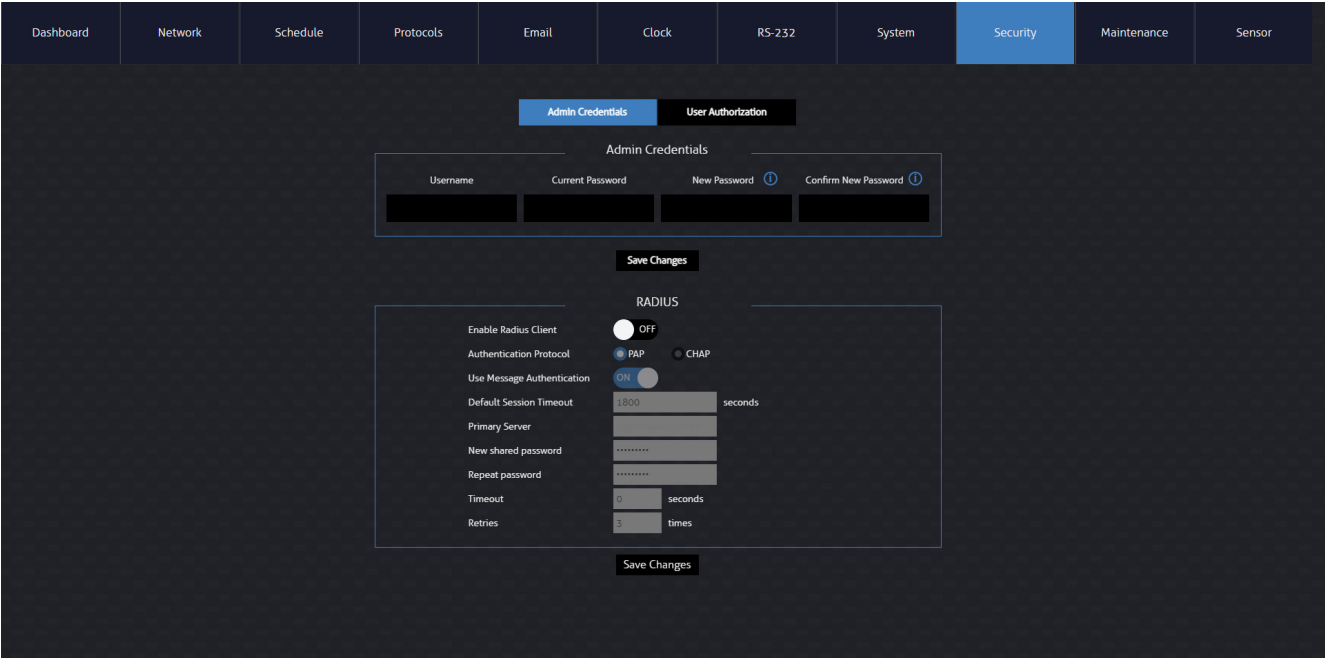 Dashboard Network Schedule Protocols Email Clock RS-232 System Security Maintenance Sensor
Admin Credentials User Authorization
Admin Credentials
Username Current Password New Password Confirm New Password
Save Changes
RADIUS
Enable Radius Client OFF
Authentication Protocol PAP CHAP
Use Message Authentication ON
Default Session Timeout 1800 seconds
Primary Server
New shared password •••••••••
Repeat password •••••••••
Timeout 0 seconds
Retries 3 times
Save Changes